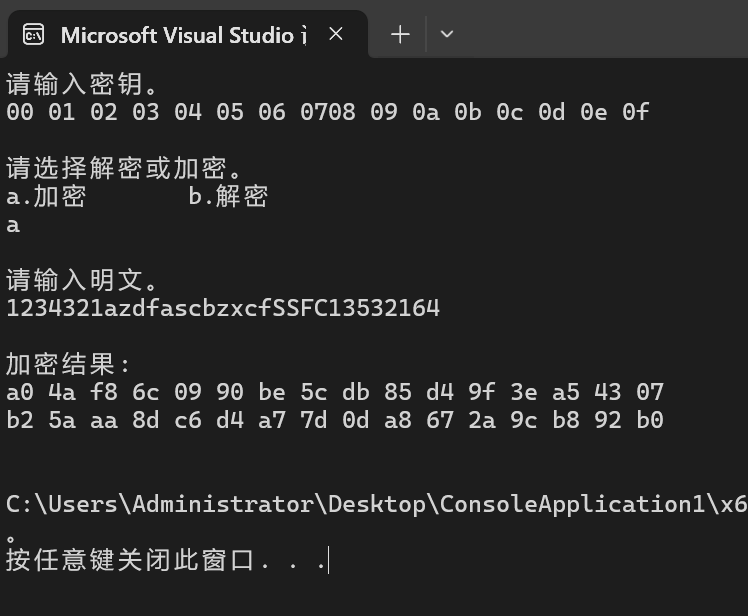 Microsoft Visual Studio
请输入密钥。
00 01 02 03 04 05 06 0708 09 0a 0b 0c 0d 0e 0f
请选择解密或加密。
a.加密 b.解密
a
请输入明文。
1234321azdfascbzxcfSSFC13532164
加密结果:
a0 4a f8 6c 09 90 be 5c db 85 d4 9f 3e a5 43 07
b2 5a aa 8d c6 d4 a7 7d 0d a8 67 2a 9c b8 92 b0
C:\Users\Administrator\Desktop\ConsoleApplication1\x6
。
按任意键关闭此窗口. . .